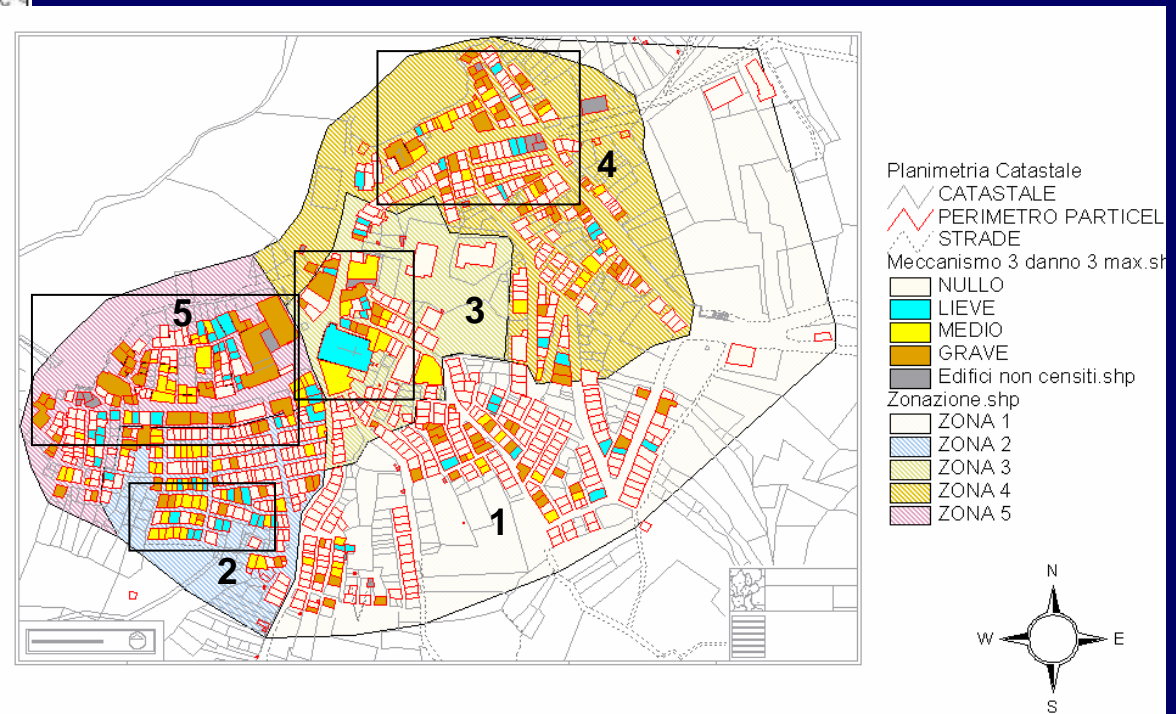 4
3
5
1
2
Planimetria Catastale
CATASTALE
PERIMETRO PARTICEL
STRADE
Meccanismo 3 danno 3 max.sh
NULLO
LIEVE
MEDIO
GRAVE
Edifici non censiti.shp
Zonazione.shp
ZONA 1
ZONA 2
ZONA 3
ZONA 4
ZONA 5
N
W E
S